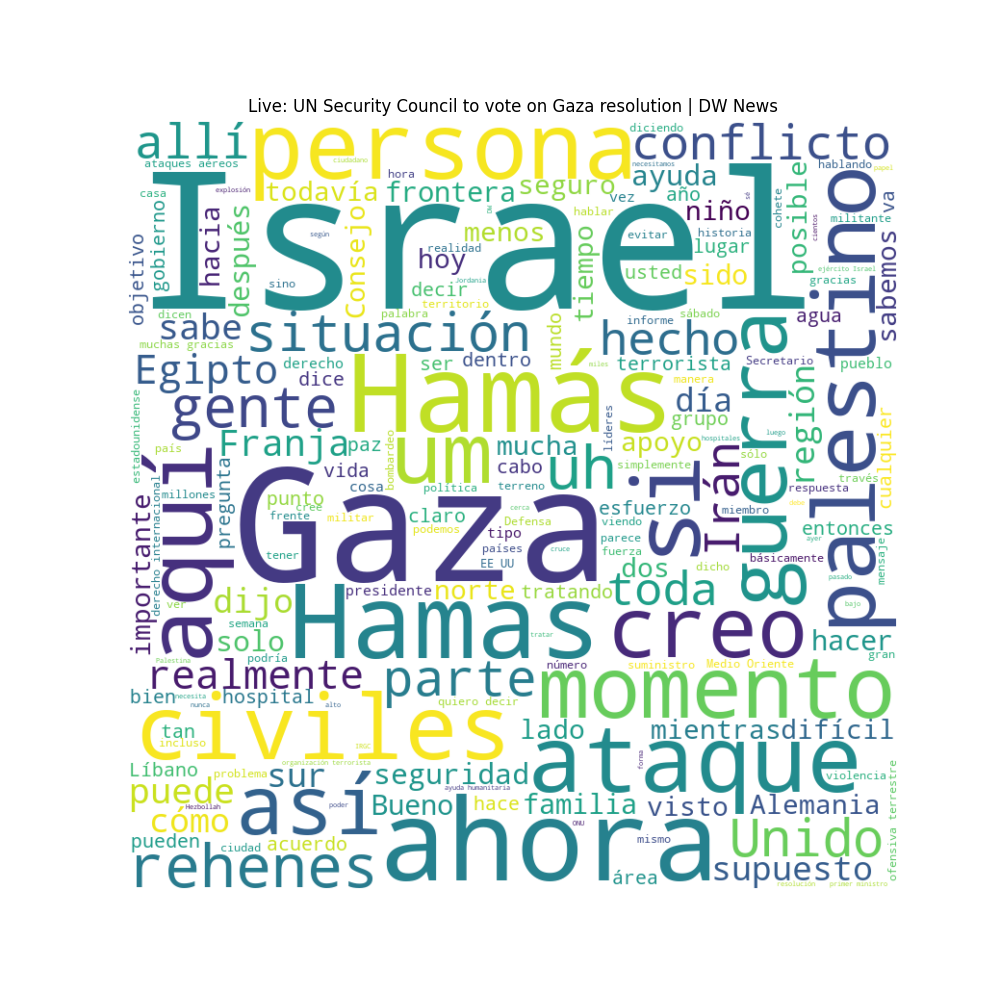 Live: UN Security Council to vote on Gaza resolution | DW News
allí
persona
diciendo
conflicto
ataques aéreos
ciudadano
necesitamos
hablando
papel
casa
explosión
hora
todavía
frontera
seguro
ayuda
vez
año
niño
posible
cohete
sé
militante
va
gobierno
hacia
después
Consejo
menos
DW
hablar
tiempo
evitar
historia
lugar
cientos
palestino
sabemos
objetivo
Israel
según
realidad
hoy
Jordania
usted
sido
ejército Israel
gracias
dicen
sino
decir
territorio
sabe
situación
palabra
mundo
informe
sábado
agua
hecho
muchas gracias
Egipto
derecho
dice
ser
dentro
miles
terrorista
Secretario
manera
pueblo
guerra
región
gente
Hamás
día
grupo
estadounidense
Franja
paz
bombardeo
um
mucha
líderes
apoyo
hospitales
sólo
luego
cualquier
país
aquí
pregunta
vida
cosa
uh
cabo
simplemente
si
Irán
través
respuesta
importante
derecho internacional
millones
Gaza
política
terreno
punto
cree
esfuerzo
miembro
debe
frente
militar
claro
podemos
cerca
Defensa
tipo
viendo
parece
fuerza
dicho
ayer
entonces
básicamente
mensaje
tener
países
EE UU
cruce
dos
pasado
ver
dijo
presidente
norte
tratando
toda
bajo
semana
solo
Hamas
creo
hacer
podría
tratar
gran
Palestina
realmente
parte
número
suministro
Medio Oriente
bien
necesita
nunca
hospital
alto
quiero decir
momento
civiles
tan
incluso
IRGC
lado
mientras
difícil
organización terrorista
Líbano
problema
sur
seguridad
ataque
forma
violencia
puede
Hezbollah
así
poder
ayuda humanitaria
Bueno
hace
familia
visto
Alemania
ofensiva terrestre
cómo
ahora
ONU
mismo
Unido
pueden
ciudad
acuerdo
rehenes
área
supuesto
resolución
primer ministro